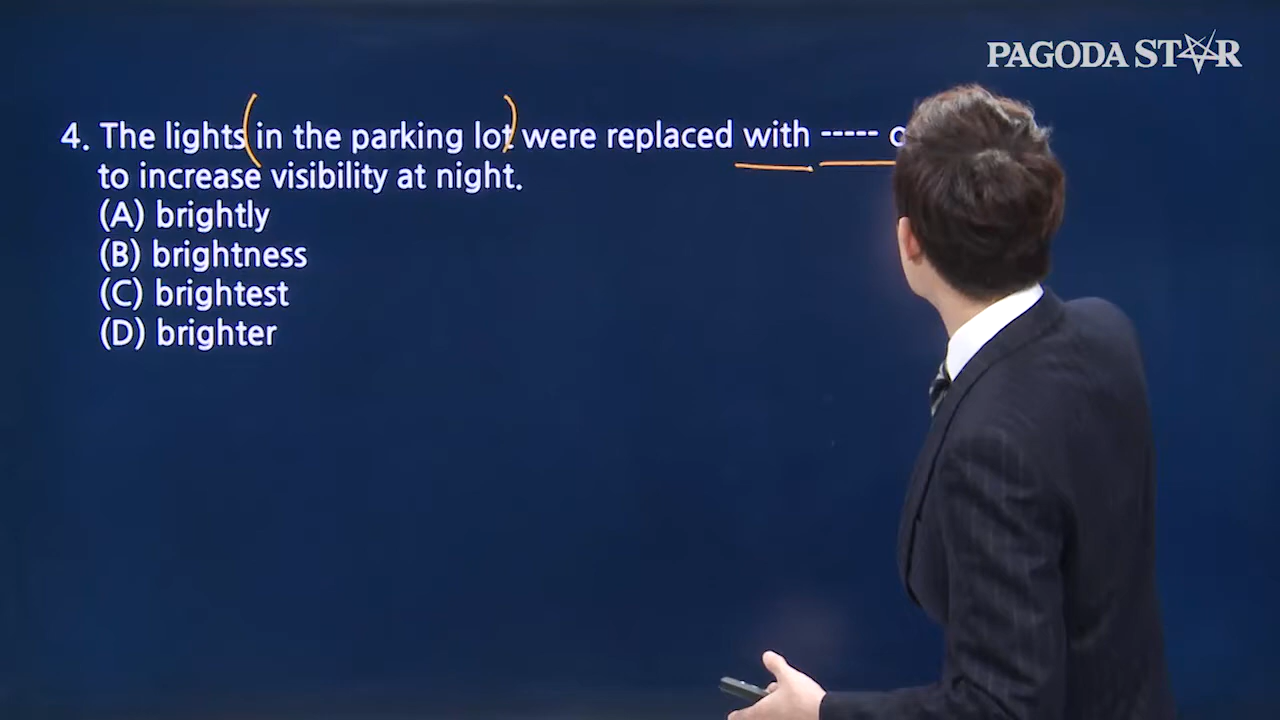 PAGODA STAR
4. The lights in the parking lot were replaced with -----
to increase visibility at night.
(A) brightly
(B) brightness
(C) brightest
(D) brighter